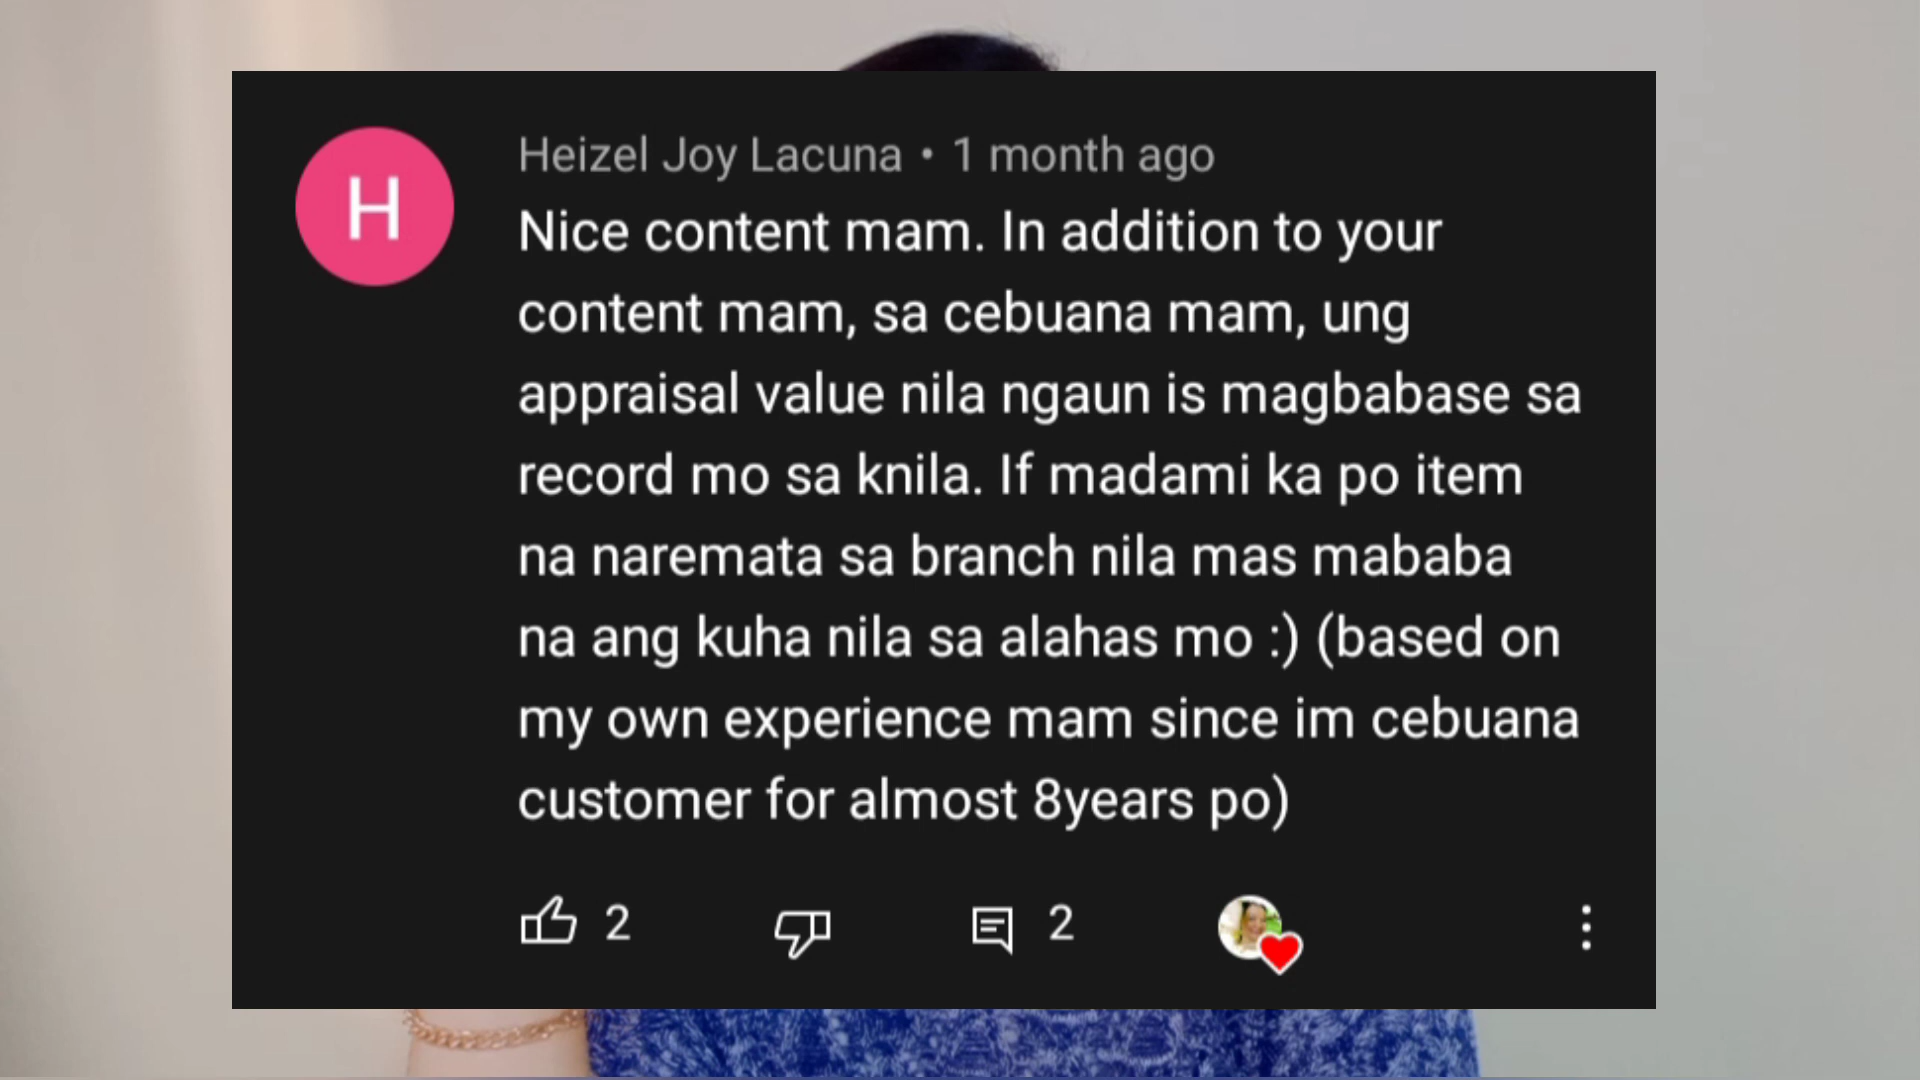 H
Heizel Joy Lacuna • 1 month ago
Nice content mam. In addition to your
content mam, sa cebuana mam, ung
appraisal value nila ngaun is magbabase sa
record mo sa knila. If madami ka po item
na naremata sa branch nila mas mababa
na ang kuha nila sa alahas mo :) (based on
my own experience mam since im cebuana
customer for almost 8years po)
2 2